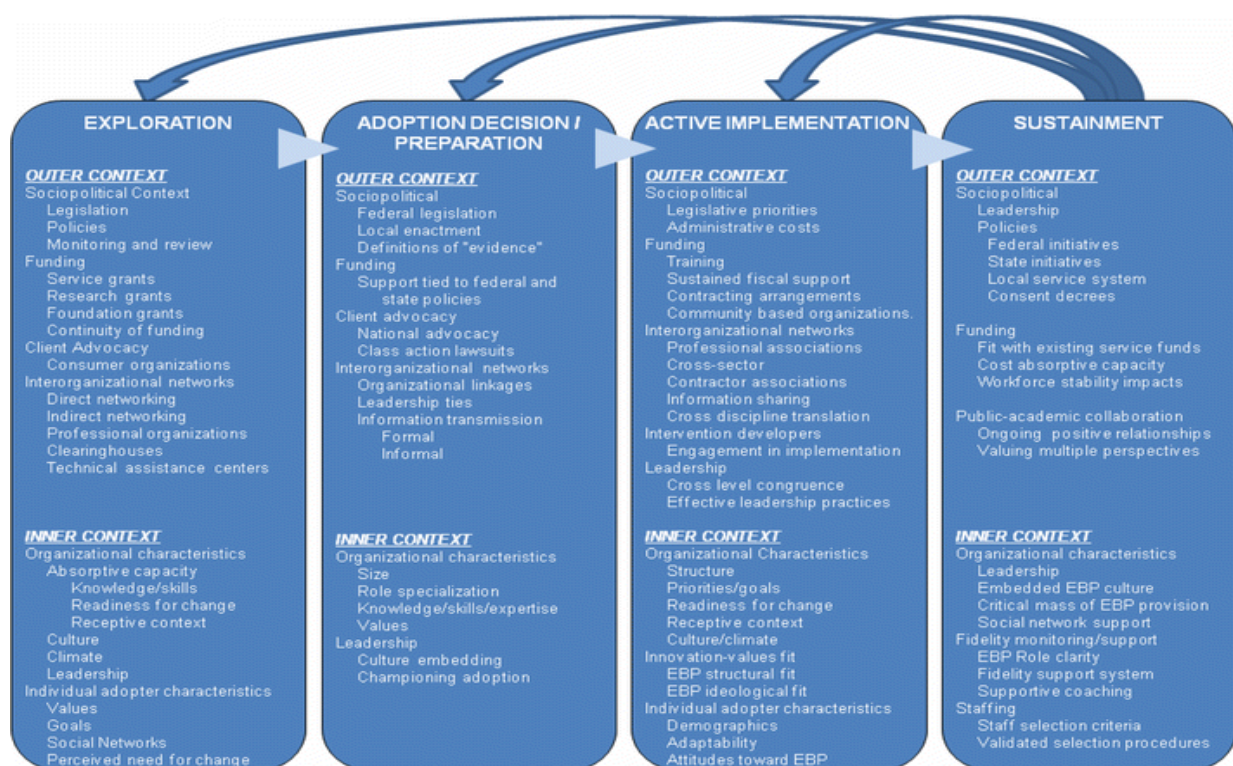 EXPLORATION
OUTER CONTEXT
Sociopolitical Context
Legislation
Policies
Monitoring and review
Funding
Service grants
Research grants
Foundation grants
Continuity of funding
Client Advocacy
Consumer organizations
Interorganizational networks
Direct networking
Indirect networking
Professional organizations
Clearinghouses
Technical assistance centers
INNER CONTEXT
Organizational characteristics
Absorptive capacity
Knowledge/skills
Readiness for change
Receptive context
Culture
Climate
Leadership
Individual adopter characteristics
Values
Goals
Social Networks
Perceived need for change
ADOPTION DECISION /
PREPARATION
OUTER CONTEXT
Sociopolitical
Federal legislation
Local enactment
Definitions of "evidence"
Funding
Support tied to federal and
state policies
Client advocacy
National advocacy
Class action lawsuits
Interorganizational networks
Organizational linkages
Leadership ties
Information transmission
Formal
Informal
INNER CONTEXT
Organizational characteristics
Size
Role specialization
Knowledge/skills/expertise
Values
Leadership
Culture embedding
Championing adoption
ACTIVE IMPLEMENTATION
OUTER CONTEXT
Sociopolitical
Legislative priorities
Administrative costs
Funding
Training
Sustained fiscal support
Contracting arrangements
Community based organizations.
Interorganizational networks
Professional associations
Cross-sector
Contractor associations
Information sharing
Cross discipline translation
Intervention developers
Engagement in implementation
Leadership
Cross level congruence
Effective leadership practices
INNER CONTEXT
Organizational Characteristics
Structure
Priorities/goals
Readiness for change
Receptive context
Culture/climate
Innovation-values fit
EBP structural fit
EBP ideological fit
Individual adopter characteristics
Demographics
Adaptability
Attitudes toward EBP
SUSTAINMENT
OUTER CONTEXT
Sociopolitical
Leadership
Policies
Federal initiatives
State initiatives
Local service system
Consent decrees
Funding
Fit with existing service funds
Cost absorptive capacity
Workforce stability impacts
Public-academic collaboration
Ongoing positive relationships
Valuing multiple perspectives
INNER CONTEXT
Organizational characteristics
Leadership
Embedded EBP culture
Critical mass of EBP provision
Social network support
Fidelity monitoring/support
EBP Role clarity
Fidelity support system
Supportive coaching
Staffing
Staff selection criteria
Validated selection procedures